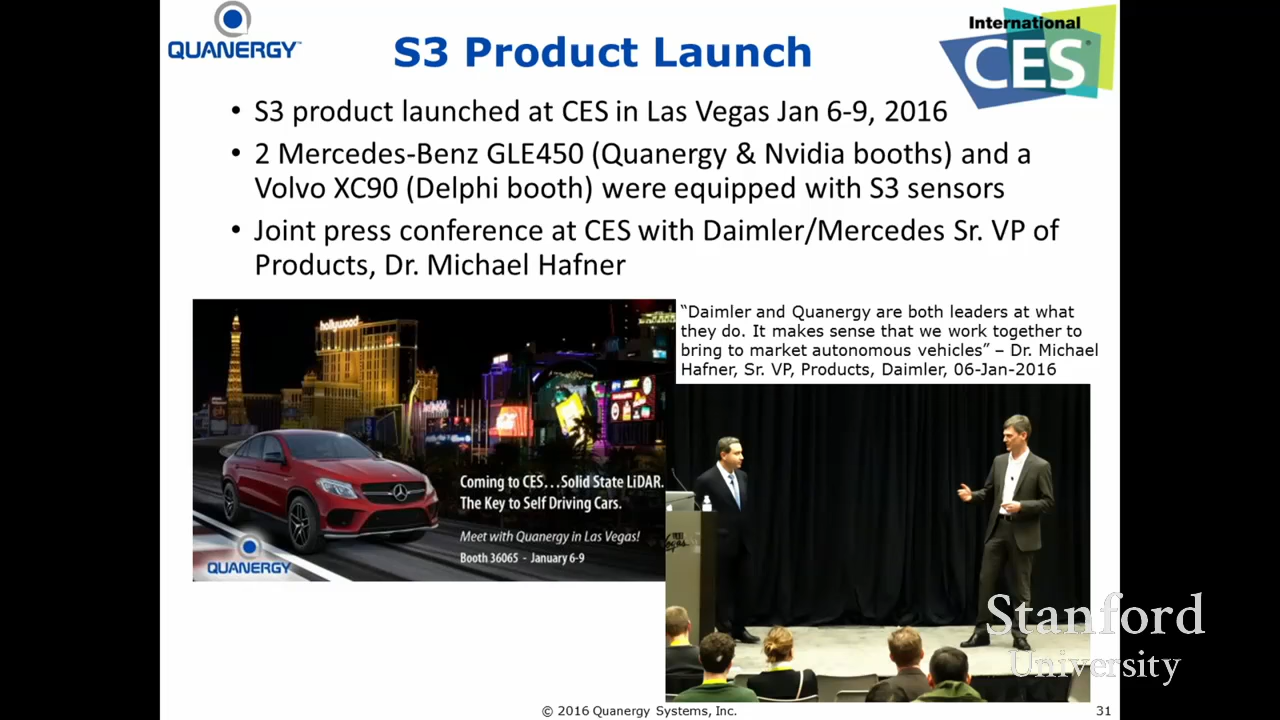 QUANERGY
S3 Product Launch
International
CES
• S3 product launched at CES in Las Vegas Jan 6-9, 2016
• 2 Mercedes-Benz GLE450 (Quanergy & Nvidia booths) and a
Volvo XC90 (Delphi booth) were equipped with S3 sensors
• Joint press conference at CES with Daimler/Mercedes Sr. VP of
Products, Dr. Michael Hafner
“Daimler and Quanergy are both leaders at what
they do. It makes sense that we work together to
bring to market autonomous vehicles” – Dr. Michael
Hafner, Sr. VP, Products, Daimler, 06-Jan-2016
hollywood
Coming to CES...Solid State LiDAR.
The Key to Self Driving Cars.
Meet with Quanergy in Las Vegas!
Booth 36065 - January 6-9
QUANERGY
Stanford
University
© 2016 Quanergy Systems, Inc.
31